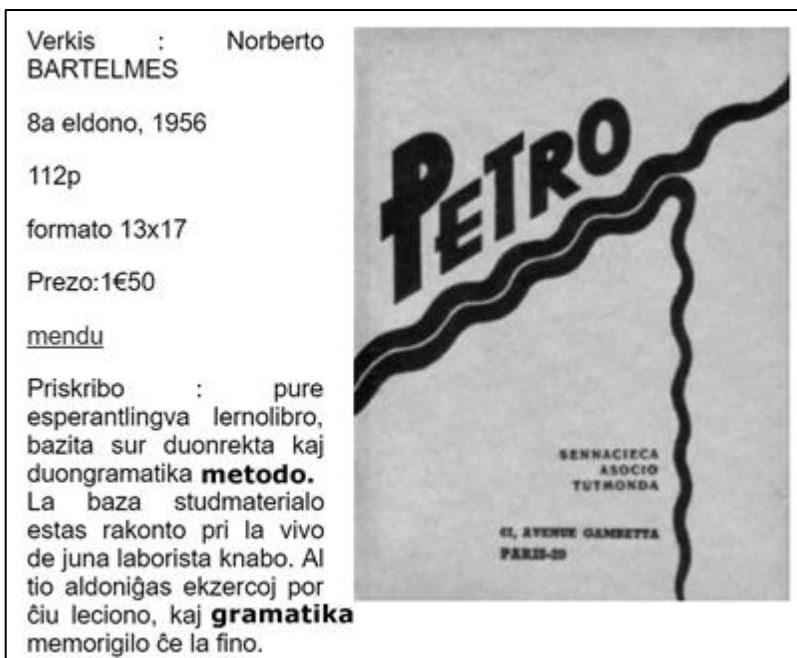 Verkis : Norberto
BARTELMES
8a eldono, 1956
112p
formato 13x17
Prezo:1€50
mendu
Priskribo : pure
esperantlingva lernolibro,
bazita sur duonrekta kaj
duongramatika metodo.
La baza studmaterialo
estas rakonto pri la vivo
de juna laborista knabo. Al
tio aldoniĝas ekzercoj por
ĉiu leciono, kaj gramatika
memorigilo ĉe la fino.
PETRO
SENNACIECA
ASOCIO
TUTMONDA
61, AVENUE GAMBETTA
PARIS-20